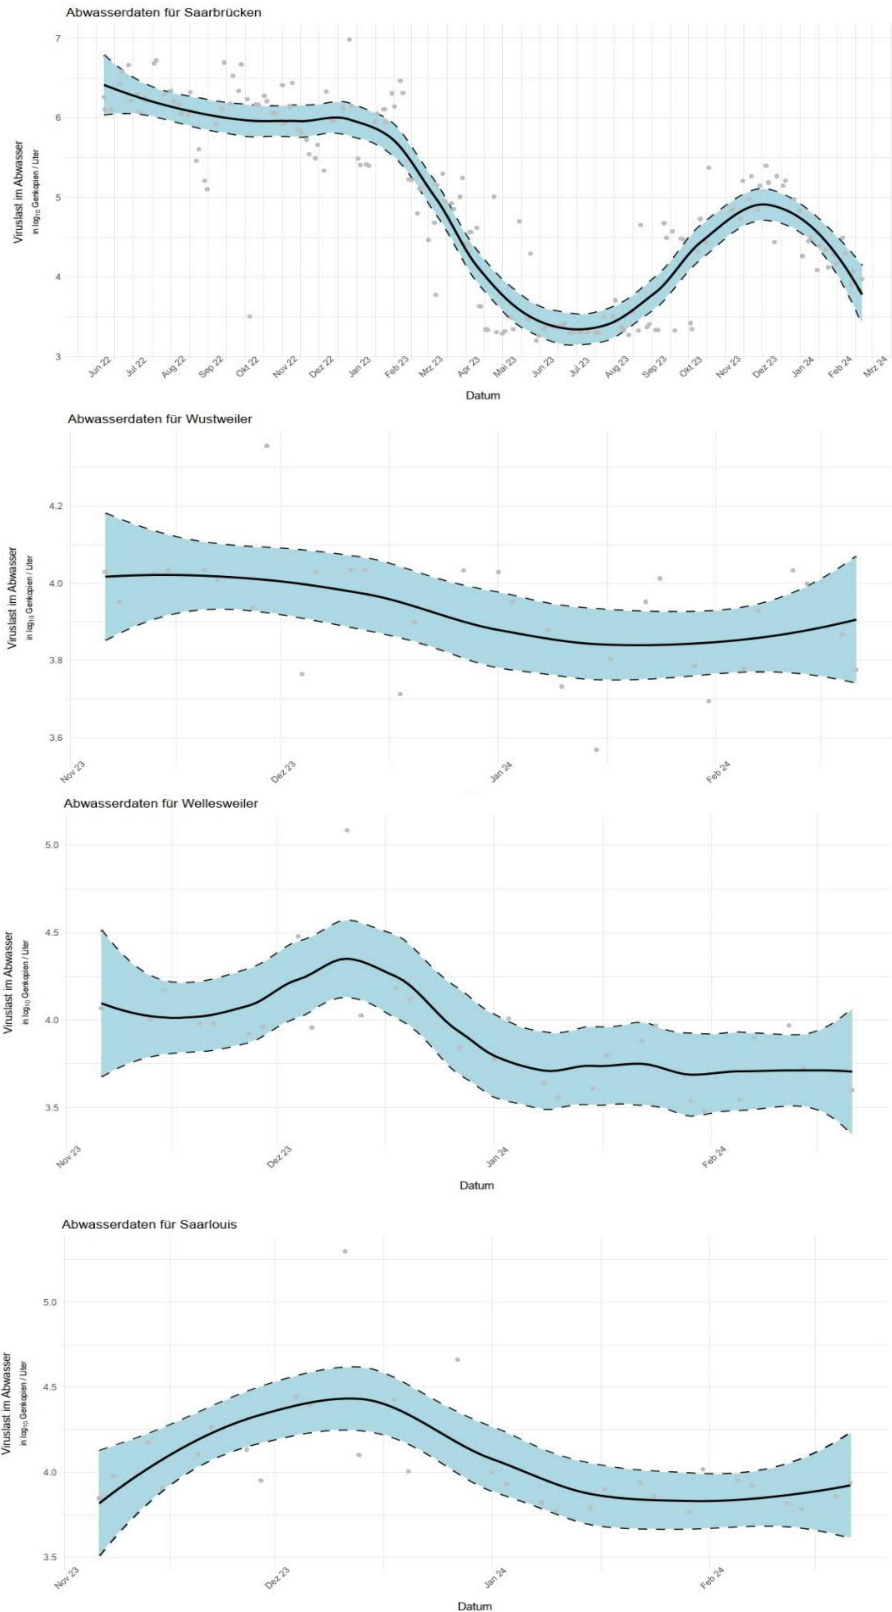 Abwasserdaten für Saarbrücken
Viruslast im Abwasser
in log₁₀ Genkopien / Liter
7
6
5
4
3
Jun 22
Jul 22
Aug 22
Sep 22
Okt 22
Nov 22
Dez 22
Jan 23
Feb 23
Mrz 23
Apr 23
Mai 23
Jun 23
Jul 23
Aug 23
Sep 23
Okt 23
Nov 23
Dez 23
Jan 24
Feb 24
Mrz 24
Datum
Abwasserdaten für Wustweiler
Viruslast im Abwasser
in log₁₀ Genkopien / Liter
4.2
4.0
3.8
3.6
Nov 23
Dez 23
Jan 24
Feb 24
Abwasserdaten für Wellesweiler
Viruslast im Abwasser
in log₁₀ Genkopien / Liter
5.0
4.5
4.0
3.5
Nov 23
Dez 23
Jan 24
Feb 24
Datum
Abwasserdaten für Saarlouis
Viruslast im Abwasser
in log₁₀ Genkopien / Liter
5.0
4.5
4.0
3.5
Nov 23
Dez 23
Jan 24
Feb 24
Datum